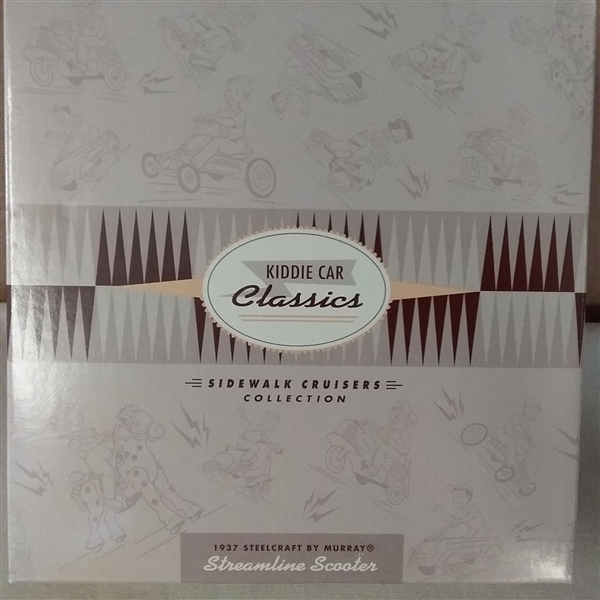 KIDDIE CAR
Classics
SIDEWALK CRUISERS
COLLECTION
1937 STEELCRAFT BY MURRAY®
Streamline Scooter